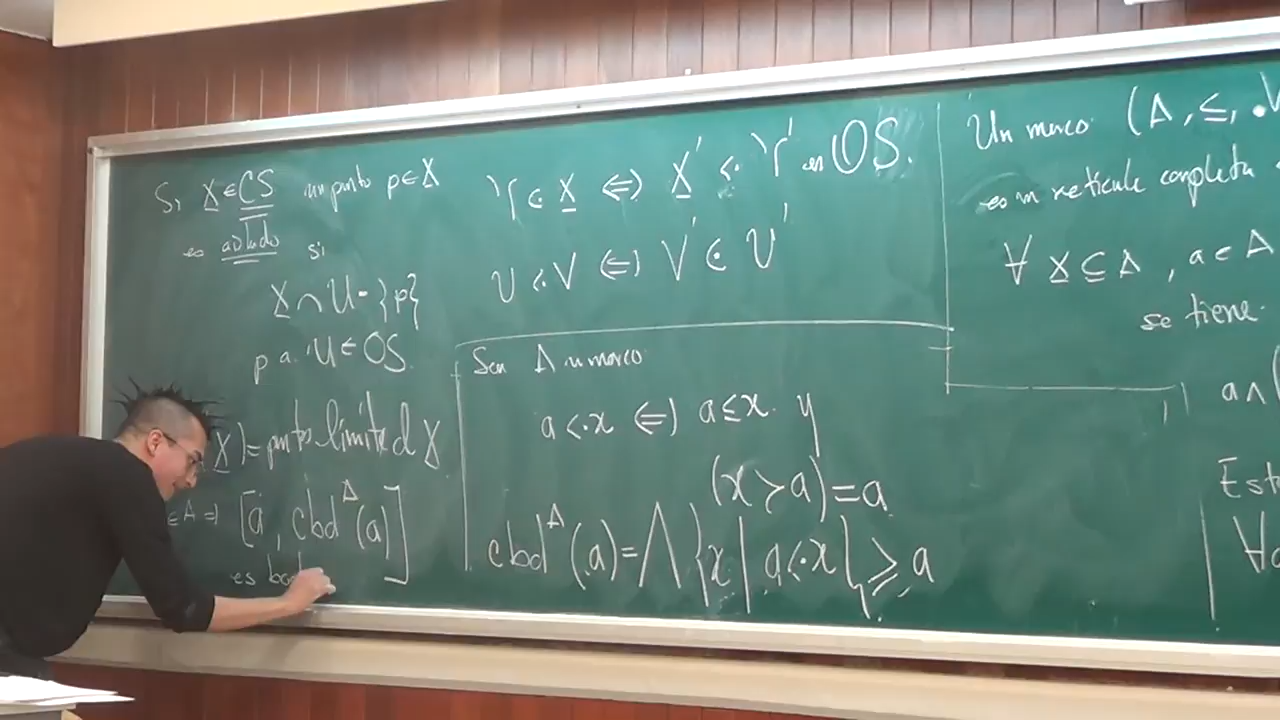 Si X ∈ CS un punto p ∈ X
es aislado si
X ∩ U = {p}
p a. U ∈ OS.
X) = puntos límite d X
∈ A ⇒ [a, cbd^A (a)]
es
Y ⋖ X ⇔ X' ⋖ Y' en OS.
U ⋖ V ⇔ V' ⋖ U'
Sea A un marco
a ⋖ x ⇔ a ≤ x y
(x ≻ a) = a
cbd^A (a) = ⋀ {x | a ⋖ x} ⩾ a
Un marco (A, ≤, ⋁
es un retículo completo
∀ X ⊆ A, a ∈ A
se tiene.
a ∧ (
Est
∀a